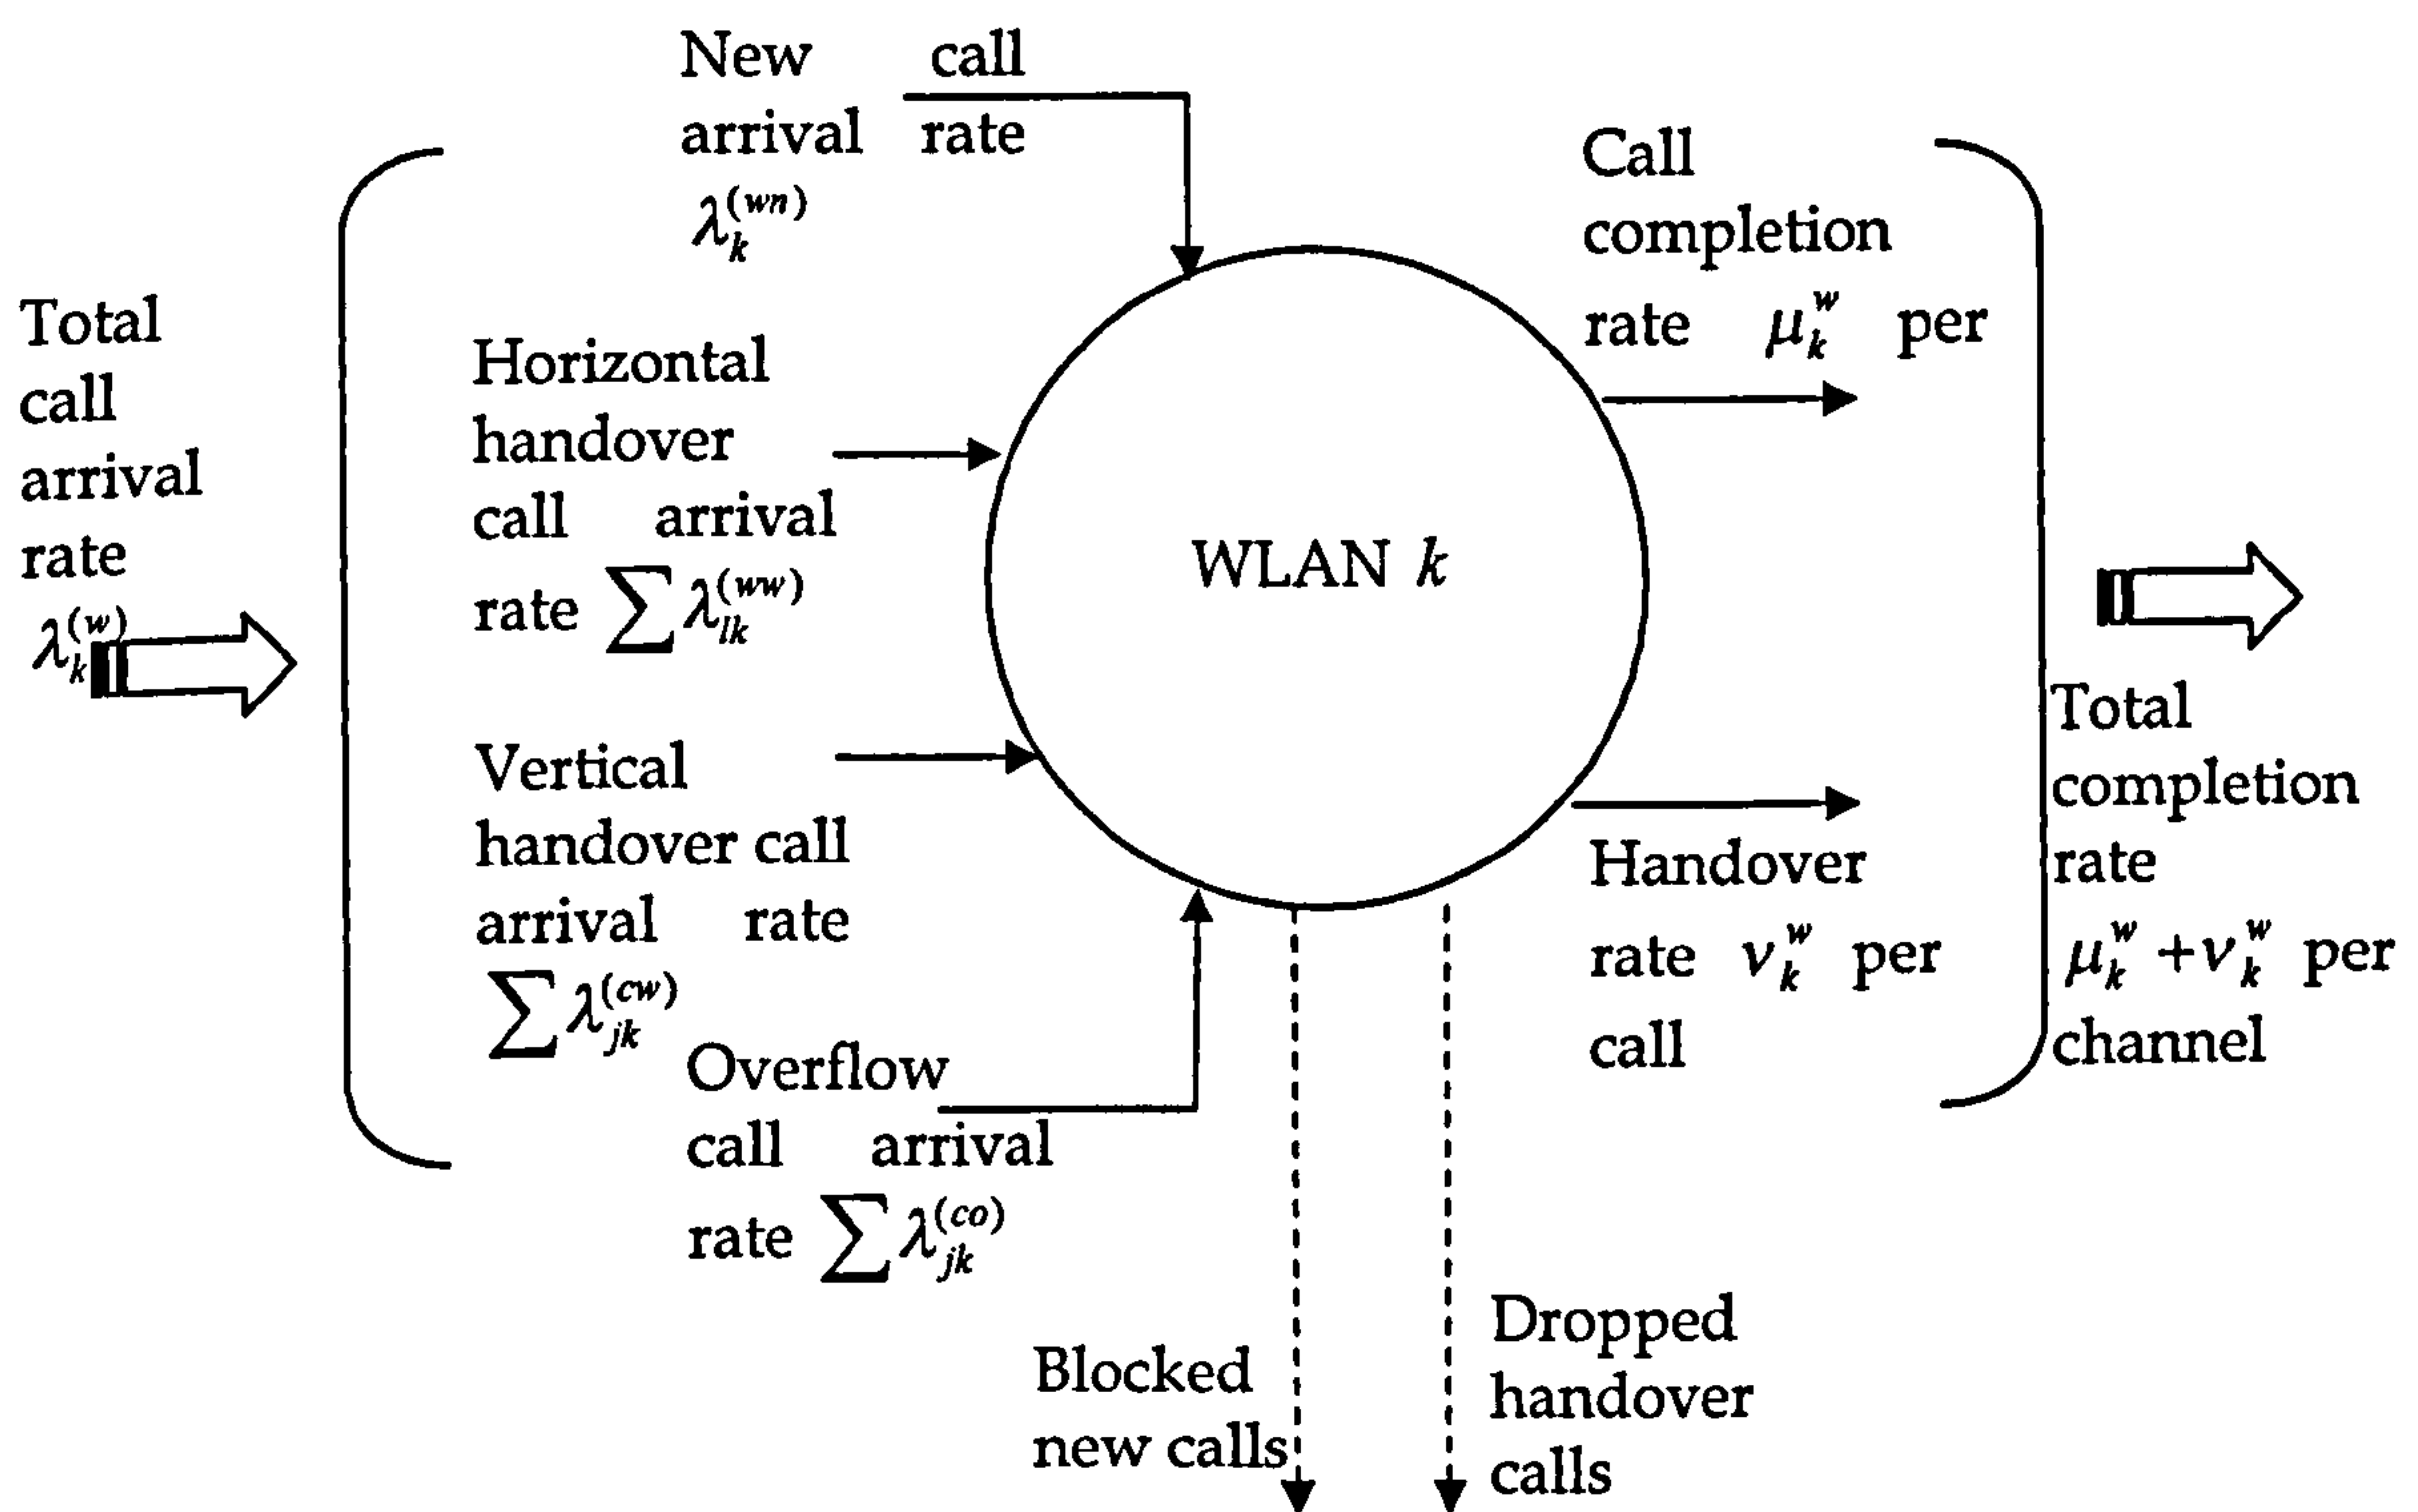 New call
arrival rate
λ_k^(wn)
Total
call
arrival
rate
λ_k^(w)
Horizontal
handover
call arrival
rate ∑λ_lk^(ww)
Vertical
handover call
arrival rate
∑λ_jk^(cw)
Overflow
call arrival
rate ∑λ_jk^(co)
WLAN k
Call
completion
rate μ_k^w per
Handover
rate ν_k^w per
call
Total
completion
rate
μ_k^w +ν_k^w per
channel
Blocked
new calls
Dropped
handover
calls